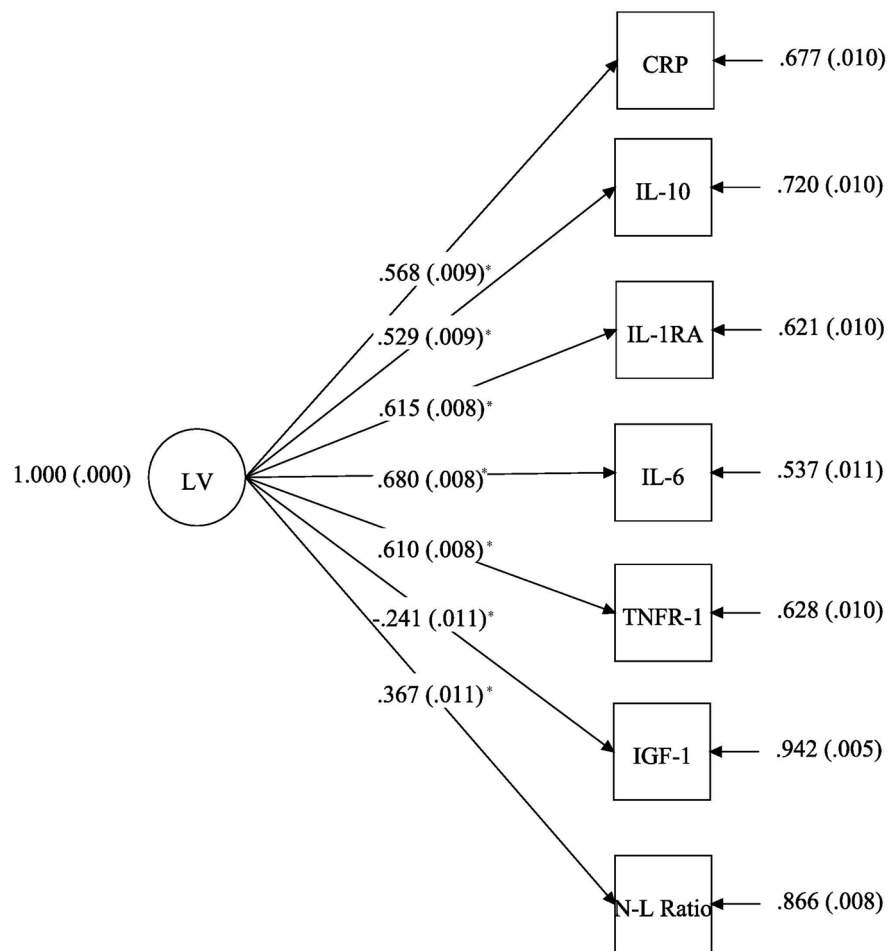 CRP
.677 (.010)
IL-10
.720 (.010)
.568 (.009)*
.529 (.009)*
IL-1RA
.621 (.010)
.615 (.008)*
1.000 (.000)
LV
.680 (.008)*
IL-6
.537 (.011)
.610 (.008)*
TNFR-1
.628 (.010)
-.241 (.011)*
.367 (.011)*
IGF-1
.942 (.005)
N-L Ratio
.866 (.008)